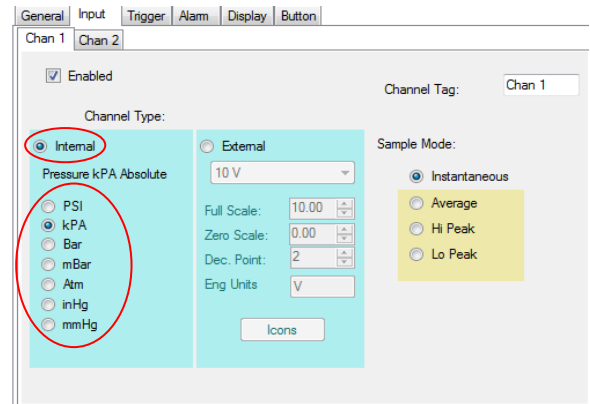 General Input Trigger Alarm Display Button
Chan 1 Chan 2
Enabled
Channel Tag: Chan 1
Channel Type:
Internal
Pressure kPA Absolute
PSI
kPA
Bar
mBar
Atm
inHg
mmHg
External
10 V
Full Scale: 10.00
Zero Scale: 0.00
Dec. Point: 2
Eng Units V
Icons
Sample Mode:
Instantaneous
Average
Hi Peak
Lo Peak